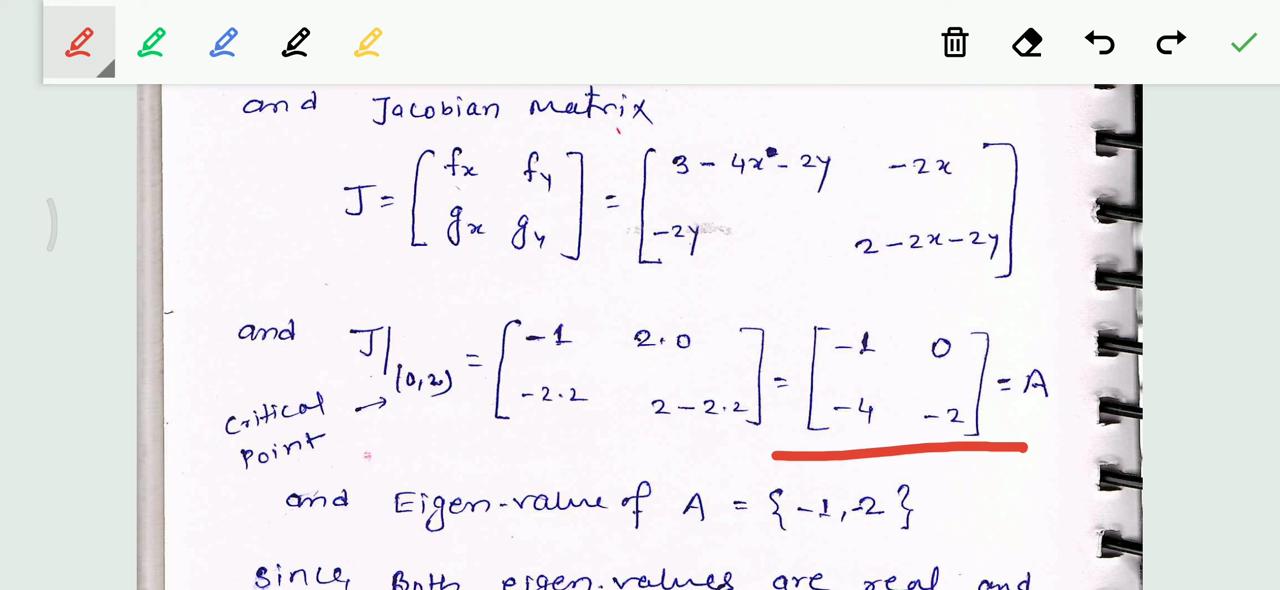 and Jacobian matrix
J = [ fx fy ] = [ 3 - 4x - 2y -2x ]
[ gx gy ] [ -2y 2 - 2x - 2y ]
and J|(0,2) = [ -1 2.0 ] = [ -1 0 ] = A
[ -2.2 2 - 2.2 ] [ -4 -2 ]
critical →
point
and Eigen-value of A = {-1, -2}
since, Both eigen-values are real and